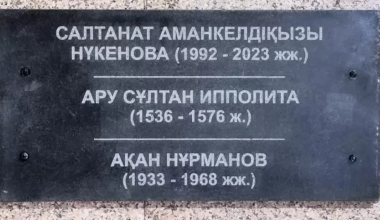 САЛТАНАТ АМАНКЕЛДІҚЫЗЫ
НҮКЕНОВА (1992 - 2023 жж.)
АРУ СҰЛТАН ИППОЛИТА
(1536 - 1576 ж.)
АҚАН НҰРМАНОВ
(1933 - 1968 жж.)